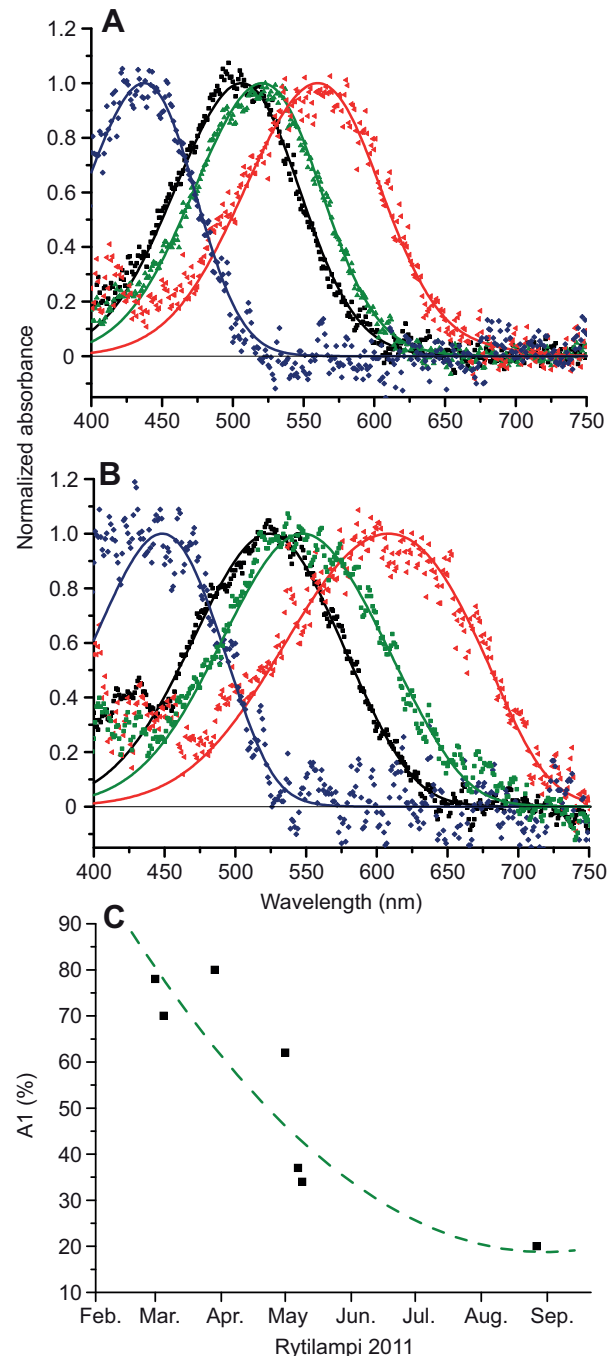 A
1.2
1.0
0.8
0.6
0.4
0.2
0
400 450 500 550 600 650 700 750
Normalized absorbance
B
1.2
1.0
0.8
0.6
0.4
0.2
0
400 450 500 550 600 650 700 750
Wavelength (nm)
C
90
80
70
60
50
40
30
20
10
A1 (%)
Feb. Mar. Apr. May Jun. Jul. Aug. Sep.
Rytilampi 2011